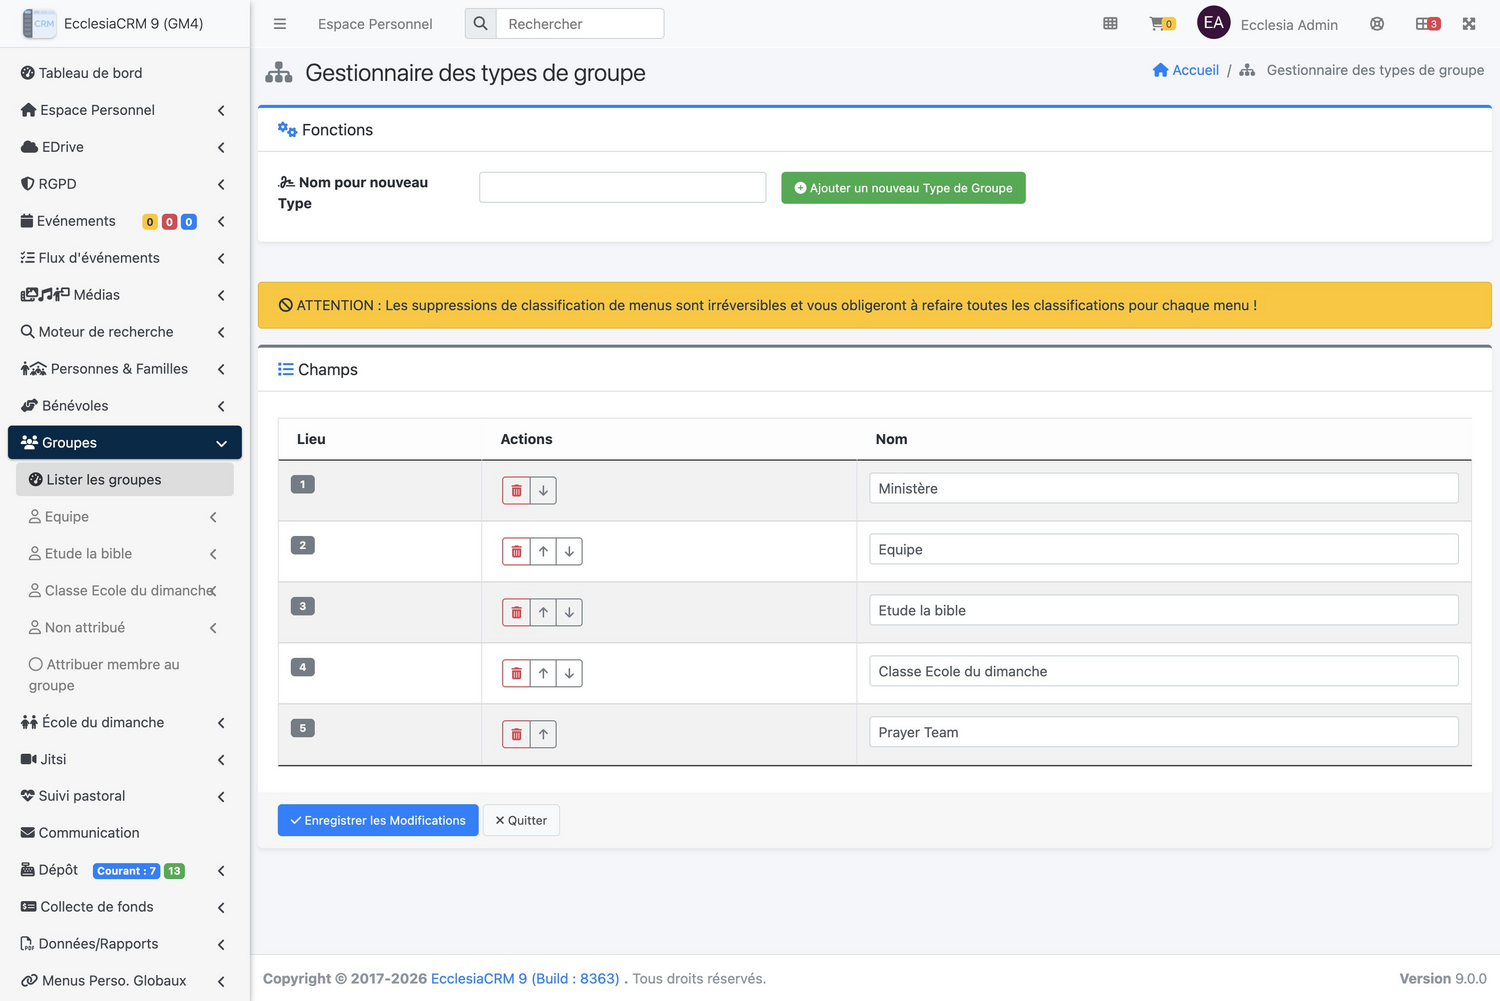 CRM EcclesiaCRM 9 (GM4)
Espace Personnel
Rechercher
0
EA Ecclesia Admin
3
Tableau de bord
Espace Personnel
EDrive
RGPD
Evénements 0 0 0
Flux d'événements
Médias
Moteur de recherche
Personnes & Familles
Bénévoles
Groupes
Lister les groupes
Equipe
Etude la bible
Classe Ecole du dimanche
Non attribué
Attribuer membre au
groupe
École du dimanche
Jitsi
Suivi pastoral
Communication
Dépôt Courant : 7 13
Collecte de fonds
Données/Rapports
Menus Perso. Globaux
Gestionnaire des types de groupe
Accueil / Gestionnaire des types de groupe
Fonctions
Nom pour nouveau
Type
Ajouter un nouveau Type de Groupe
ATTENTION : Les suppressions de classification de menus sont irréversibles et vous obligeront à refaire toutes les classifications pour chaque menu !
Champs
Lieu Actions Nom
1 Ministère
2 Equipe
3 Etude la bible
4 Classe Ecole du dimanche
5 Prayer Team
Enregistrer les Modifications Quitter
Copyright © 2017-2026 EcclesiaCRM 9 (Build : 8363) . Tous droits réservés.
Version 9.0.0